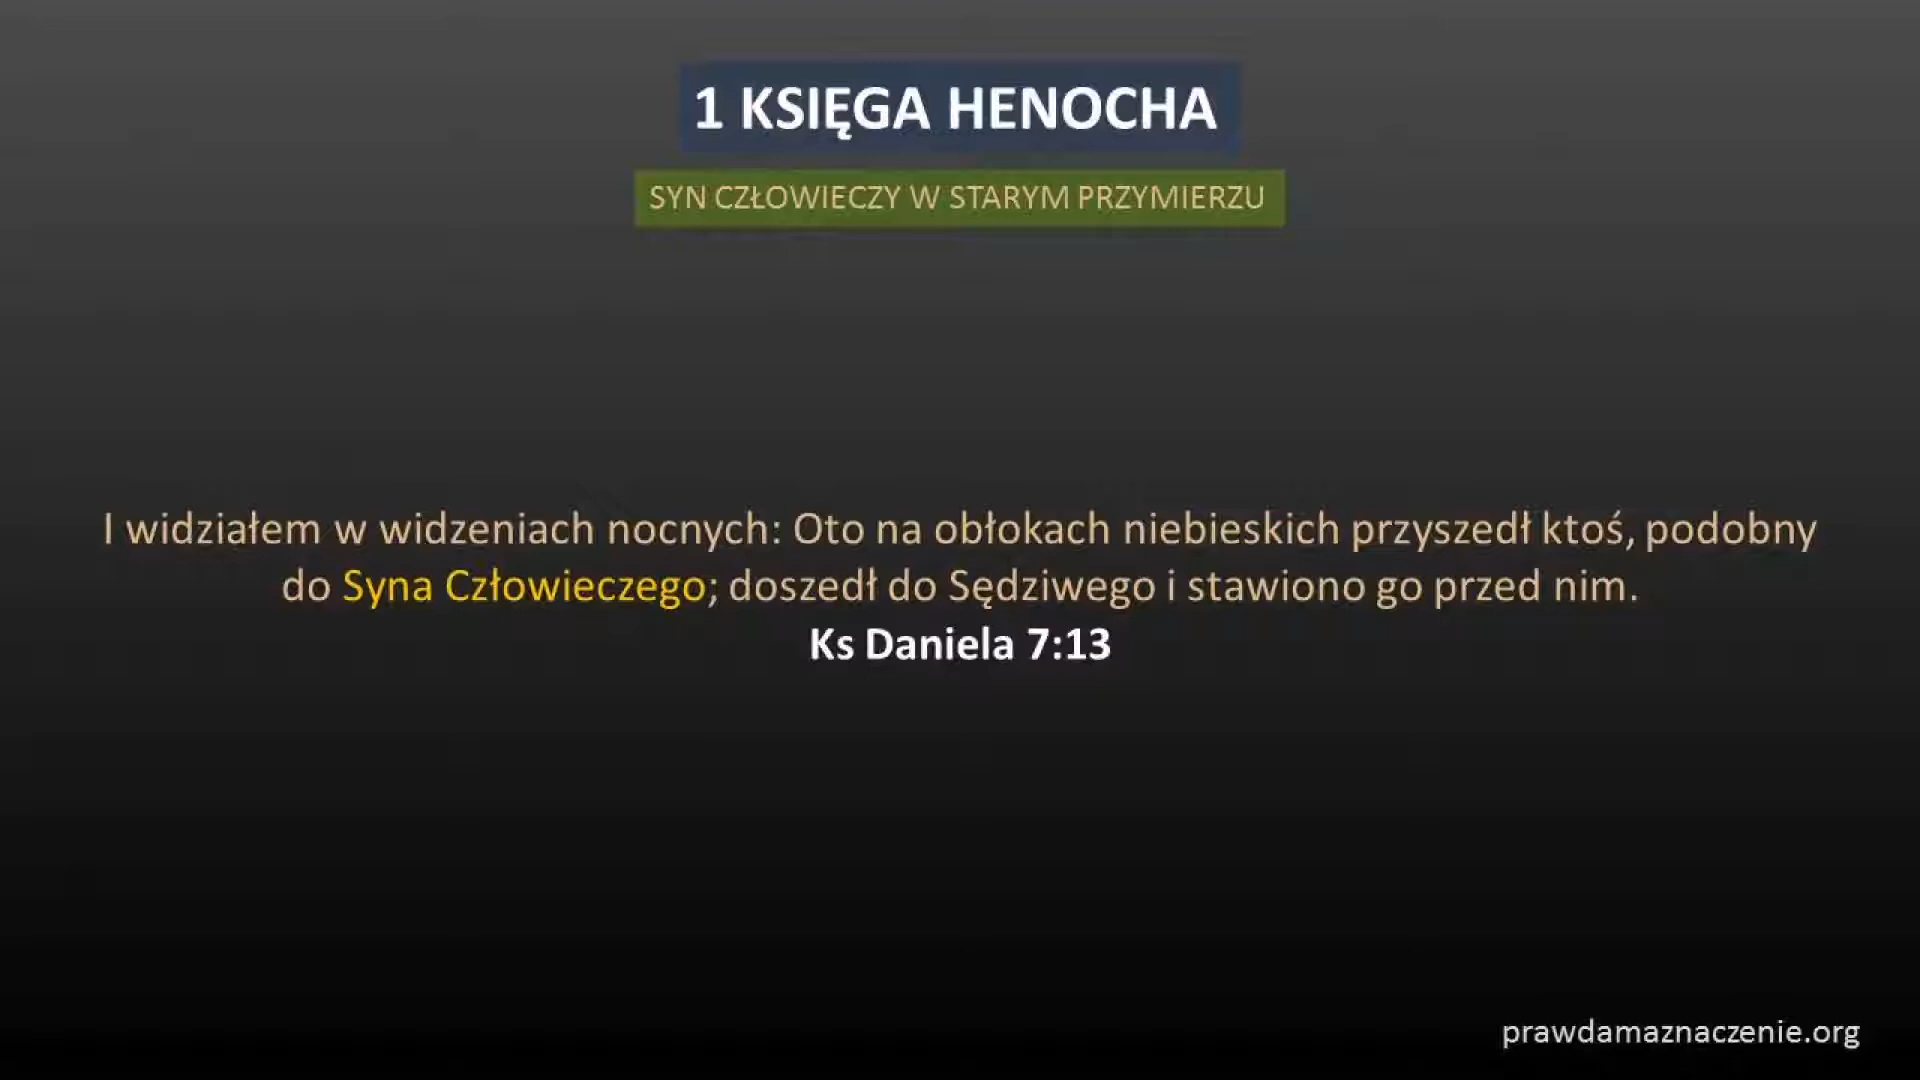 1 KSIĘGA HENOCHA
SYN CZŁOWIECZY W STARYM PRZYMIERZU
I widziałem w widzeniach nocnych: Oto na obłokach niebieskich przyszedł ktoś, podobny
do Syna Człowieczego; doszedł do Sędziwego i stawiono go przed nim.
Ks Daniela 7:13
prawdamaznaczenie.org